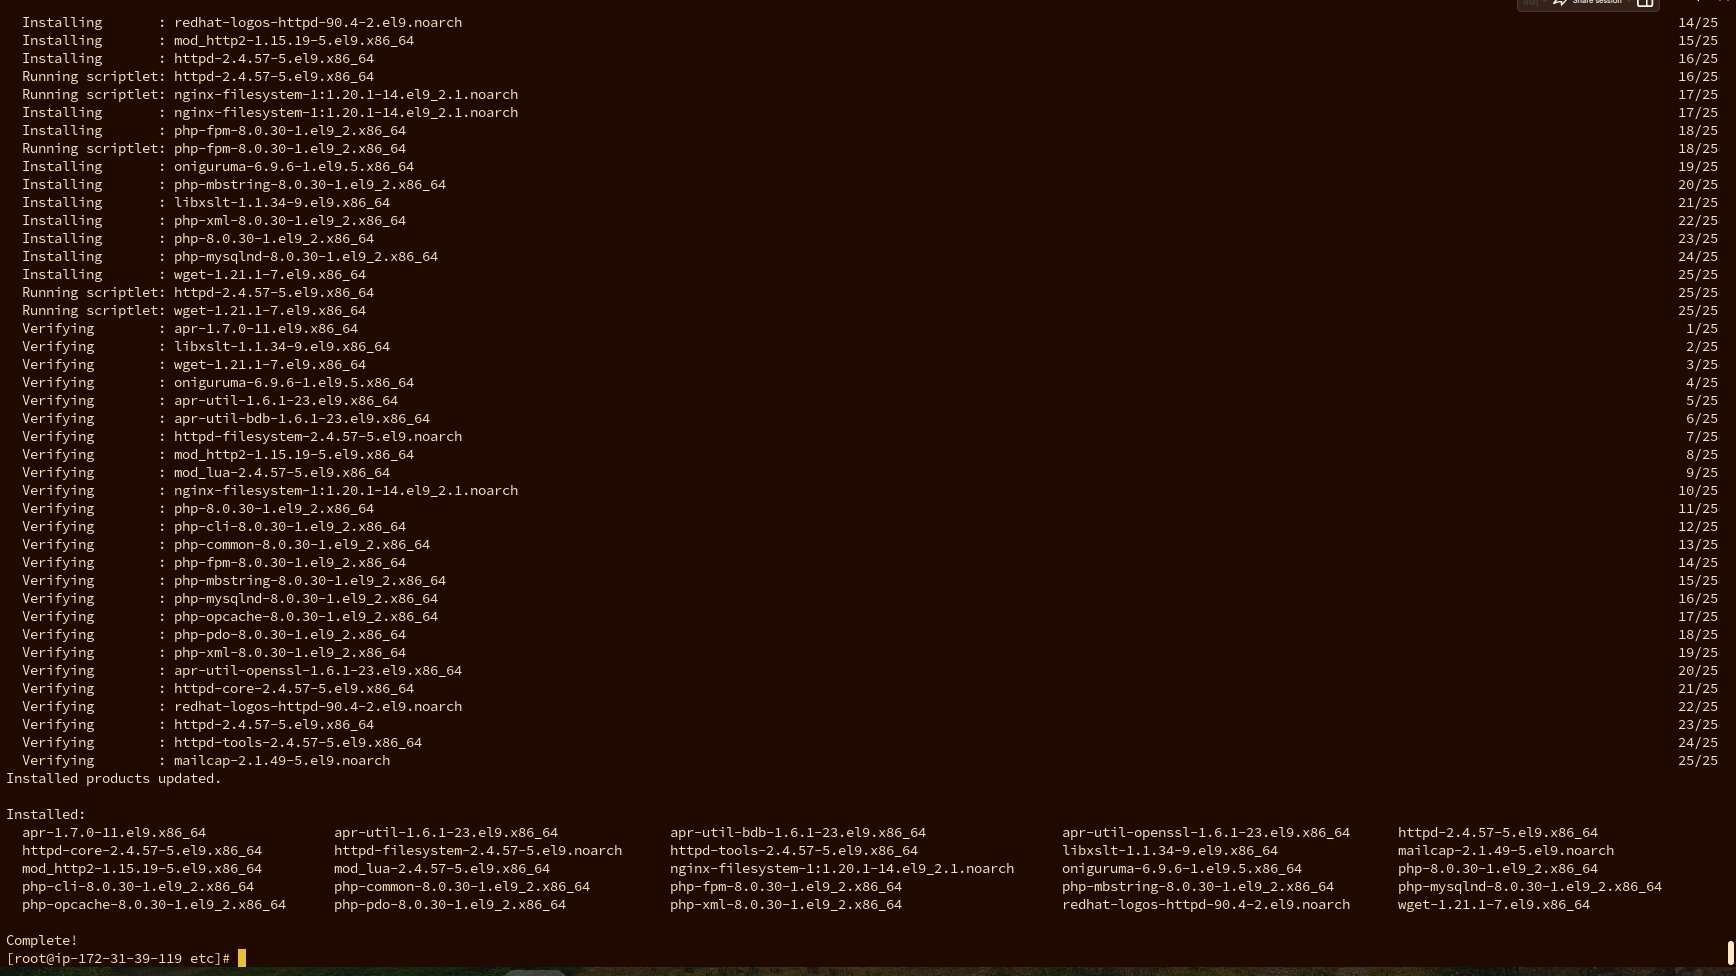 Share session
Installing : redhat-logos-httpd-90.4-2.el9.noarch 14/25
Installing : mod_http2-1.15.19-5.el9.x86_64 15/25
Installing : httpd-2.4.57-5.el9.x86_64 16/25
Running scriptlet: httpd-2.4.57-5.el9.x86_64 16/25
Running scriptlet: nginx-filesystem-1:1.20.1-14.el9_2.1.noarch 17/25
Installing : nginx-filesystem-1:1.20.1-14.el9_2.1.noarch 17/25
Installing : php-fpm-8.0.30-1.el9_2.x86_64 18/25
Running scriptlet: php-fpm-8.0.30-1.el9_2.x86_64 18/25
Installing : oniguruma-6.9.6-1.el9.5.x86_64 19/25
Installing : php-mbstring-8.0.30-1.el9_2.x86_64 20/25
Installing : libxslt-1.1.34-9.el9.x86_64 21/25
Installing : php-xml-8.0.30-1.el9_2.x86_64 22/25
Installing : php-8.0.30-1.el9_2.x86_64 23/25
Installing : php-mysqlnd-8.0.30-1.el9_2.x86_64 24/25
Installing : wget-1.21.1-7.el9.x86_64 25/25
Running scriptlet: httpd-2.4.57-5.el9.x86_64 25/25
Running scriptlet: wget-1.21.1-7.el9.x86_64 25/25
Verifying : apr-1.7.0-11.el9.x86_64 1/25
Verifying : libxslt-1.1.34-9.el9.x86_64 2/25
Verifying : wget-1.21.1-7.el9.x86_64 3/25
Verifying : oniguruma-6.9.6-1.el9.5.x86_64 4/25
Verifying : apr-util-1.6.1-23.el9.x86_64 5/25
Verifying : apr-util-bdb-1.6.1-23.el9.x86_64 6/25
Verifying : httpd-filesystem-2.4.57-5.el9.noarch 7/25
Verifying : mod_http2-1.15.19-5.el9.x86_64 8/25
Verifying : mod_lua-2.4.57-5.el9.x86_64 9/25
Verifying : nginx-filesystem-1:1.20.1-14.el9_2.1.noarch 10/25
Verifying : php-8.0.30-1.el9_2.x86_64 11/25
Verifying : php-cli-8.0.30-1.el9_2.x86_64 12/25
Verifying : php-common-8.0.30-1.el9_2.x86_64 13/25
Verifying : php-fpm-8.0.30-1.el9_2.x86_64 14/25
Verifying : php-mbstring-8.0.30-1.el9_2.x86_64 15/25
Verifying : php-mysqlnd-8.0.30-1.el9_2.x86_64 16/25
Verifying : php-opcache-8.0.30-1.el9_2.x86_64 17/25
Verifying : php-pdo-8.0.30-1.el9_2.x86_64 18/25
Verifying : php-xml-8.0.30-1.el9_2.x86_64 19/25
Verifying : apr-util-openssl-1.6.1-23.el9.x86_64 20/25
Verifying : httpd-core-2.4.57-5.el9.x86_64 21/25
Verifying : redhat-logos-httpd-90.4-2.el9.noarch 22/25
Verifying : httpd-2.4.57-5.el9.x86_64 23/25
Verifying : httpd-tools-2.4.57-5.el9.x86_64 24/25
Verifying : mailcap-2.1.49-5.el9.noarch 25/25
Installed products updated.
Installed:
apr-1.7.0-11.el9.x86_64 apr-util-1.6.1-23.el9.x86_64 apr-util-bdb-1.6.1-23.el9.x86_64 apr-util-openssl-1.6.1-23.el9.x86_64 httpd-2.4.57-5.el9.x86_64
httpd-core-2.4.57-5.el9.x86_64 httpd-filesystem-2.4.57-5.el9.noarch httpd-tools-2.4.57-5.el9.x86_64 libxslt-1.1.34-9.el9.x86_64 mailcap-2.1.49-5.el9.noarch
mod_http2-1.15.19-5.el9.x86_64 mod_lua-2.4.57-5.el9.x86_64 nginx-filesystem-1:1.20.1-14.el9_2.1.noarch oniguruma-6.9.6-1.el9.5.x86_64 php-8.0.30-1.el9_2.x86_64
php-cli-8.0.30-1.el9_2.x86_64 php-common-8.0.30-1.el9_2.x86_64 php-fpm-8.0.30-1.el9_2.x86_64 php-mbstring-8.0.30-1.el9_2.x86_64 php-mysqlnd-8.0.30-1.el9_2.x86_64
php-opcache-8.0.30-1.el9_2.x86_64 php-pdo-8.0.30-1.el9_2.x86_64 php-xml-8.0.30-1.el9_2.x86_64 redhat-logos-httpd-90.4-2.el9.noarch wget-1.21.1-7.el9.x86_64
Complete!
[root@ip-172-31-39-119 etc]#